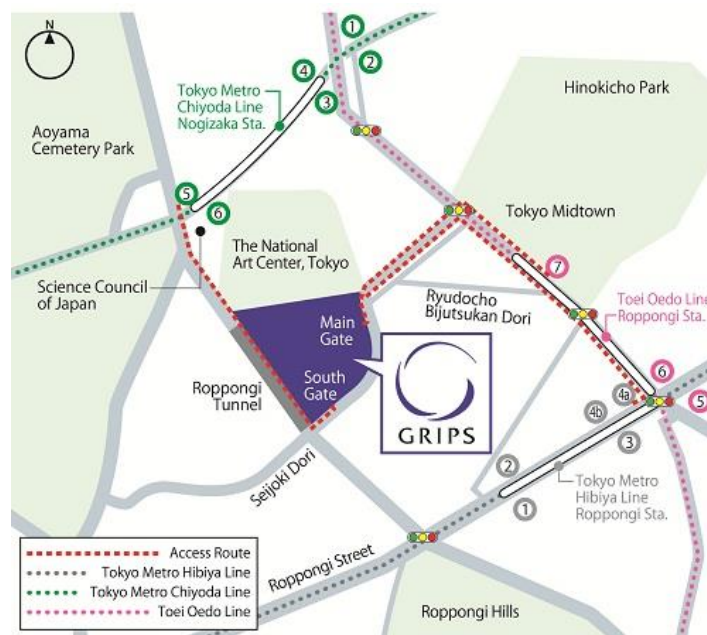 N
1
2
4
3
Tokyo Metro
Chiyoda Line
Nogizaka Sta.
Hinokicho Park
Aoyama
Cemetery Park
5
6
Tokyo Midtown
The National
Art Center, Tokyo
7
Science Council
of Japan
Ryudocho
Bijutsukan Dori
Toei Oedo Line
Roppongi Sta.
Main
Gate
South
Gate
Roppongi
Tunnel
GRIPS
6
5
4a
4b
3
2
1
Seijoki Dori
Tokyo Metro
Hibiya Line
Roppongi Sta.
Roppongi Street
Roppongi Hills
Access Route
Tokyo Metro Hibiya Line
Tokyo Metro Chiyoda Line
Toei Oedo Line